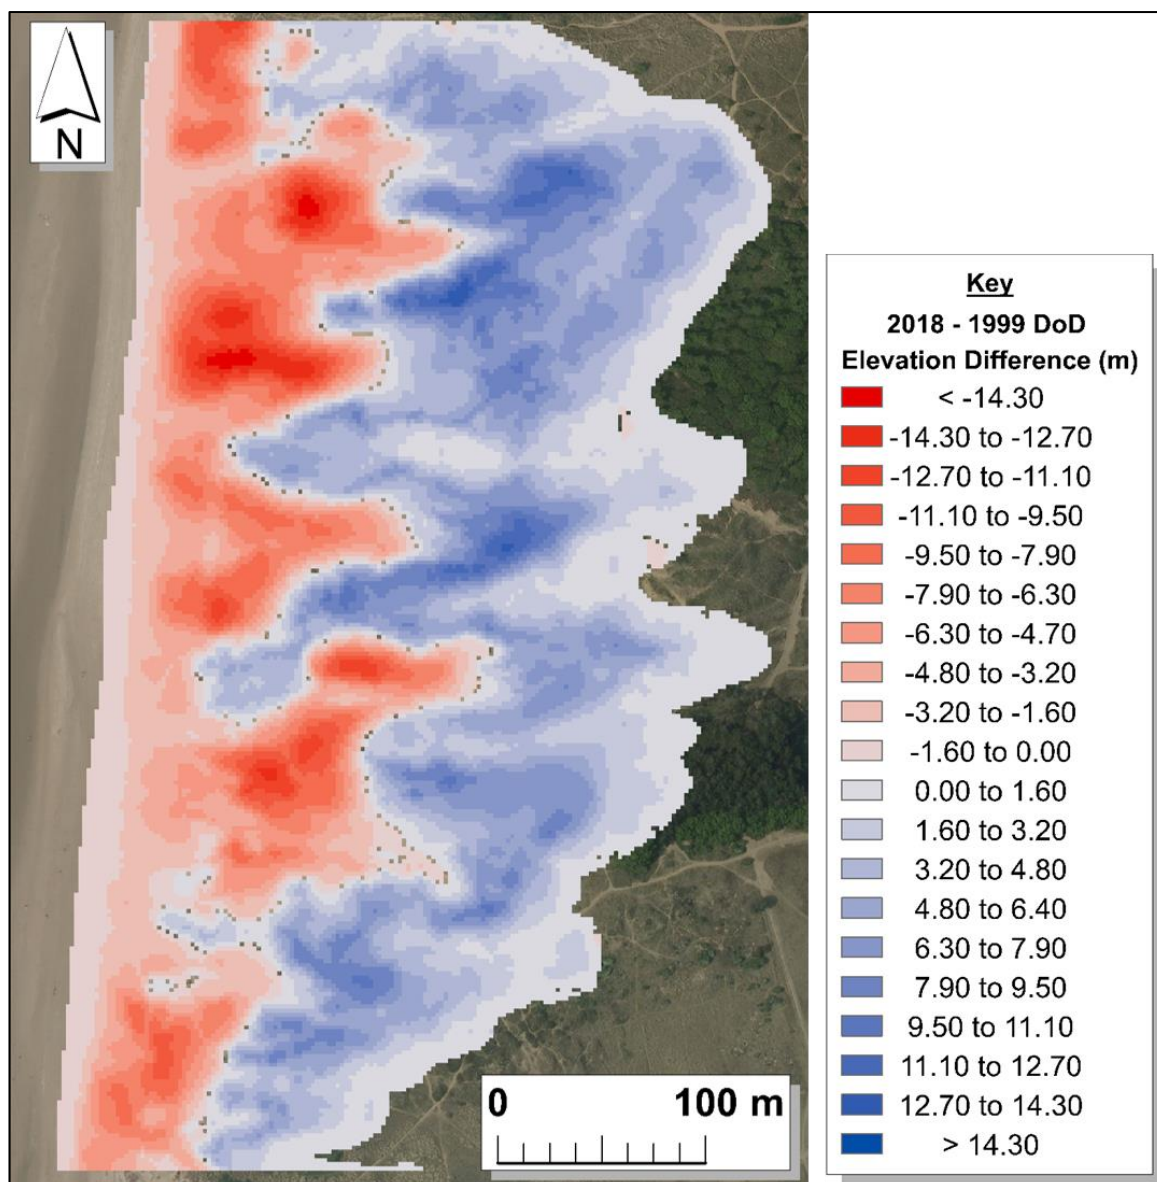 N
Key
2018 - 1999 DoD
Elevation Difference (m)
< -14.30
-14.30 to -12.70
-12.70 to -11.10
-11.10 to -9.50
-9.50 to -7.90
-7.90 to -6.30
-6.30 to -4.70
-4.80 to -3.20
-3.20 to -1.60
-1.60 to 0.00
0.00 to 1.60
1.60 to 3.20
3.20 to 4.80
4.80 to 6.40
6.30 to 7.90
7.90 to 9.50
9.50 to 11.10
11.10 to 12.70
12.70 to 14.30
> 14.30
0 100 m